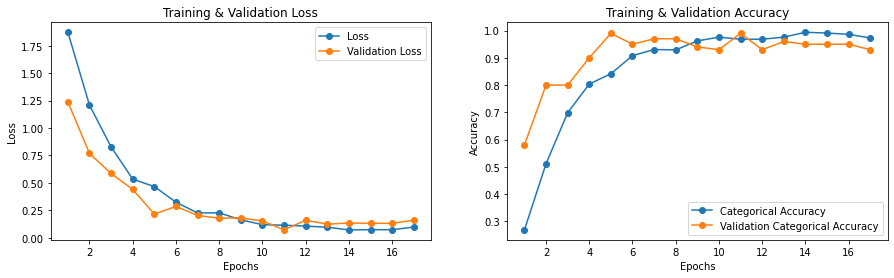 Training & Validation Loss
Loss
Validation Loss
1.75
1.50
1.25
1.00
0.75
0.50
0.25
0.00
Loss
2 4 6 8 10 12 14 16
Epochs
Training & Validation Accuracy
1.0
0.9
0.8
0.7
0.6
0.5
0.4
0.3
Accuracy
Categorical Accuracy
Validation Categorical Accuracy
2 4 6 8 10 12 14 16
Epochs